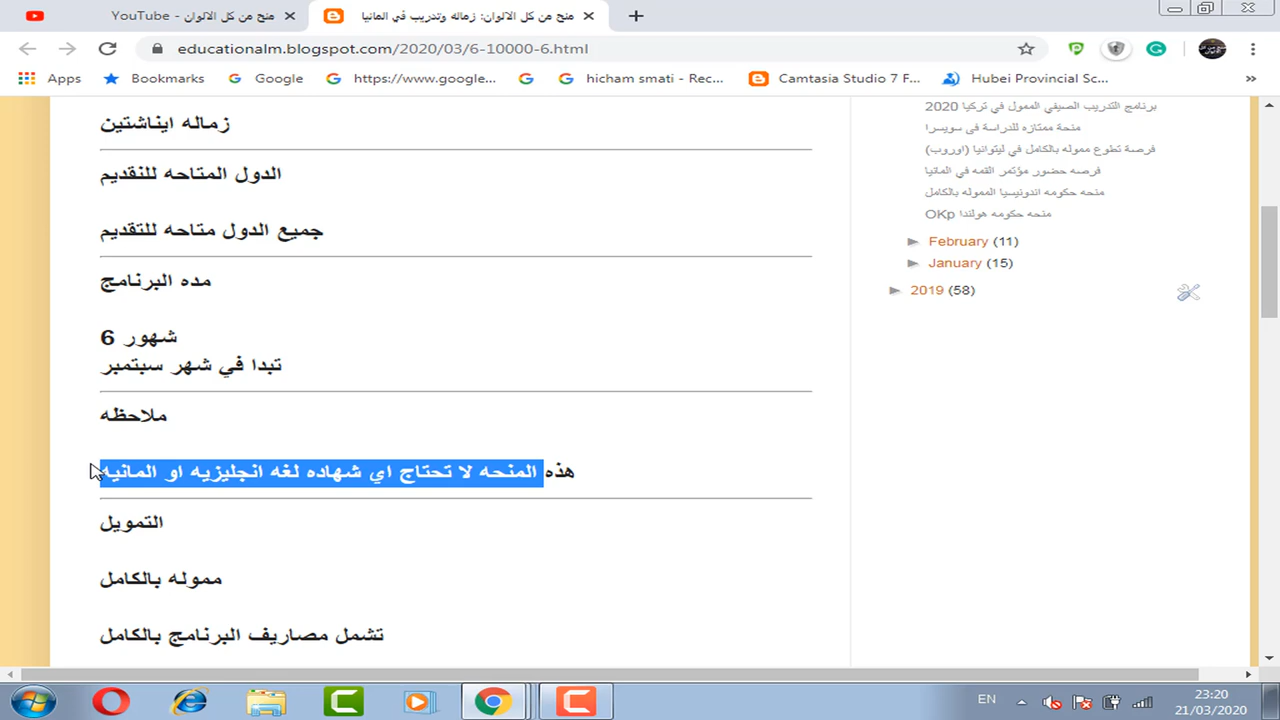 منح من كل الالوان - YouTube
منح من كل الالوان: زماله وتدريب في المانيا
educationalm.blogspot.com/2020/03/6-10000-6.html
Apps
Bookmarks
Google
https://www.google...
hicham smati - Rec...
Camtasia Studio 7 F...
Hubei Provincial Sc...
»
زماله ايناشتين
الدول المتاحه للنقديم
جميع الدول متاحه للتقديم
مده البرنامج
6 شهور
تبدا في شهر سبتمبر
ملاحظه
هذه المنحه لا تحتاج اي شهاده لغه انجليزيه او المانيه
التمويل
مموله بالكامل
تشمل مصاريف البرنامج بالكامل
برنامج التدريب الصيفي الممول في تركيا 2020
منحة ممتازه للدراسة فى سويسرا
فرصة تطوع مموله بالكامل في ليتوانيا (اوروب)
فرصه حضور مؤتمر القمه في المانيا
منحه حكومه اندونيسيا المموله بالكامل
منحه حكومه هولندا OKp
► February (11)
► January (15)
► 2019 (58)
EN
23:20
21/03/2020